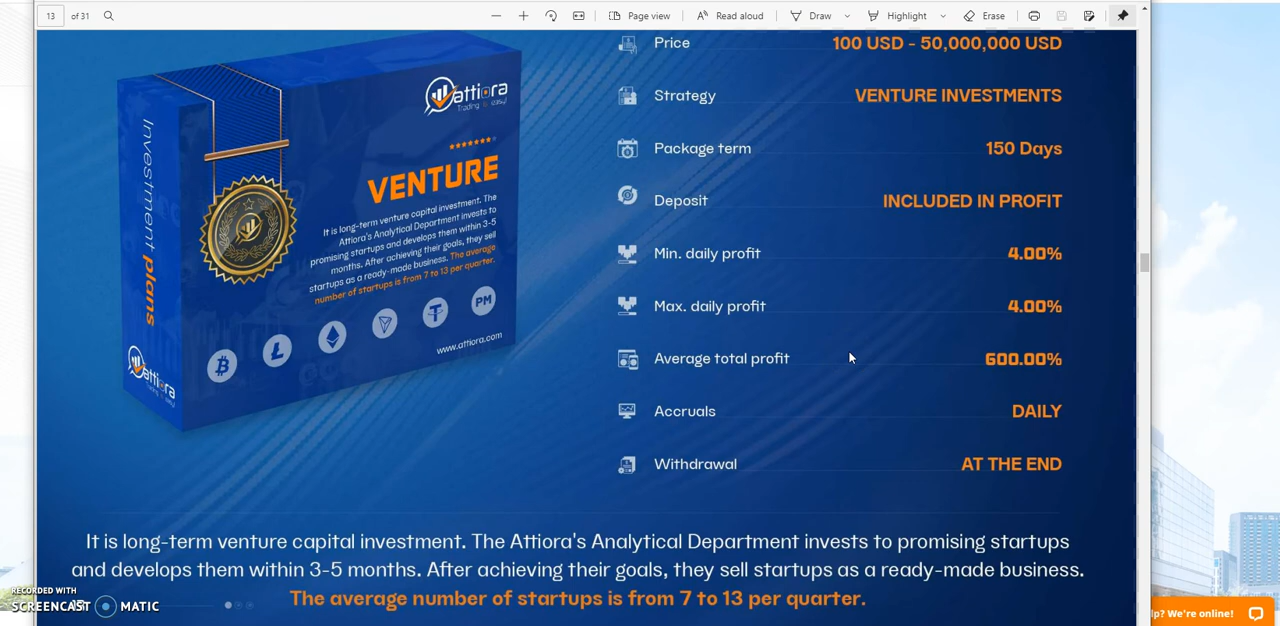 13 of 31
Page view
Read aloud
Draw
Highlight
Erase
attiora
Trading is easy!
Investment plans
VENTURE
It is long-term venture capital investment. The
Attiora's Analytical Department invests to
promising startups and develops them within 3-5
months. After achieving their goals, they sell
startups as a ready-made business. The average
number of startups is from 7 to 13 per quarter.
PM
www.attiora.com
attiora
Trading is easy!
Price 100 USD - 50,000,000 USD
Strategy VENTURE INVESTMENTS
Package term 150 Days
Deposit INCLUDED IN PROFIT
Min. daily profit 4.00%
Max. daily profit 4.00%
Average total profit 600.00%
Accruals DAILY
Withdrawal AT THE END
It is long-term venture capital investment. The Attiora's Analytical Department invests to promising startups
and develops them within 3-5 months. After achieving their goals, they sell startups as a ready-made business.
The average number of startups is from 7 to 13 per quarter.
RECORDED WITH
SCREENCAST MATIC
lp? We're online!